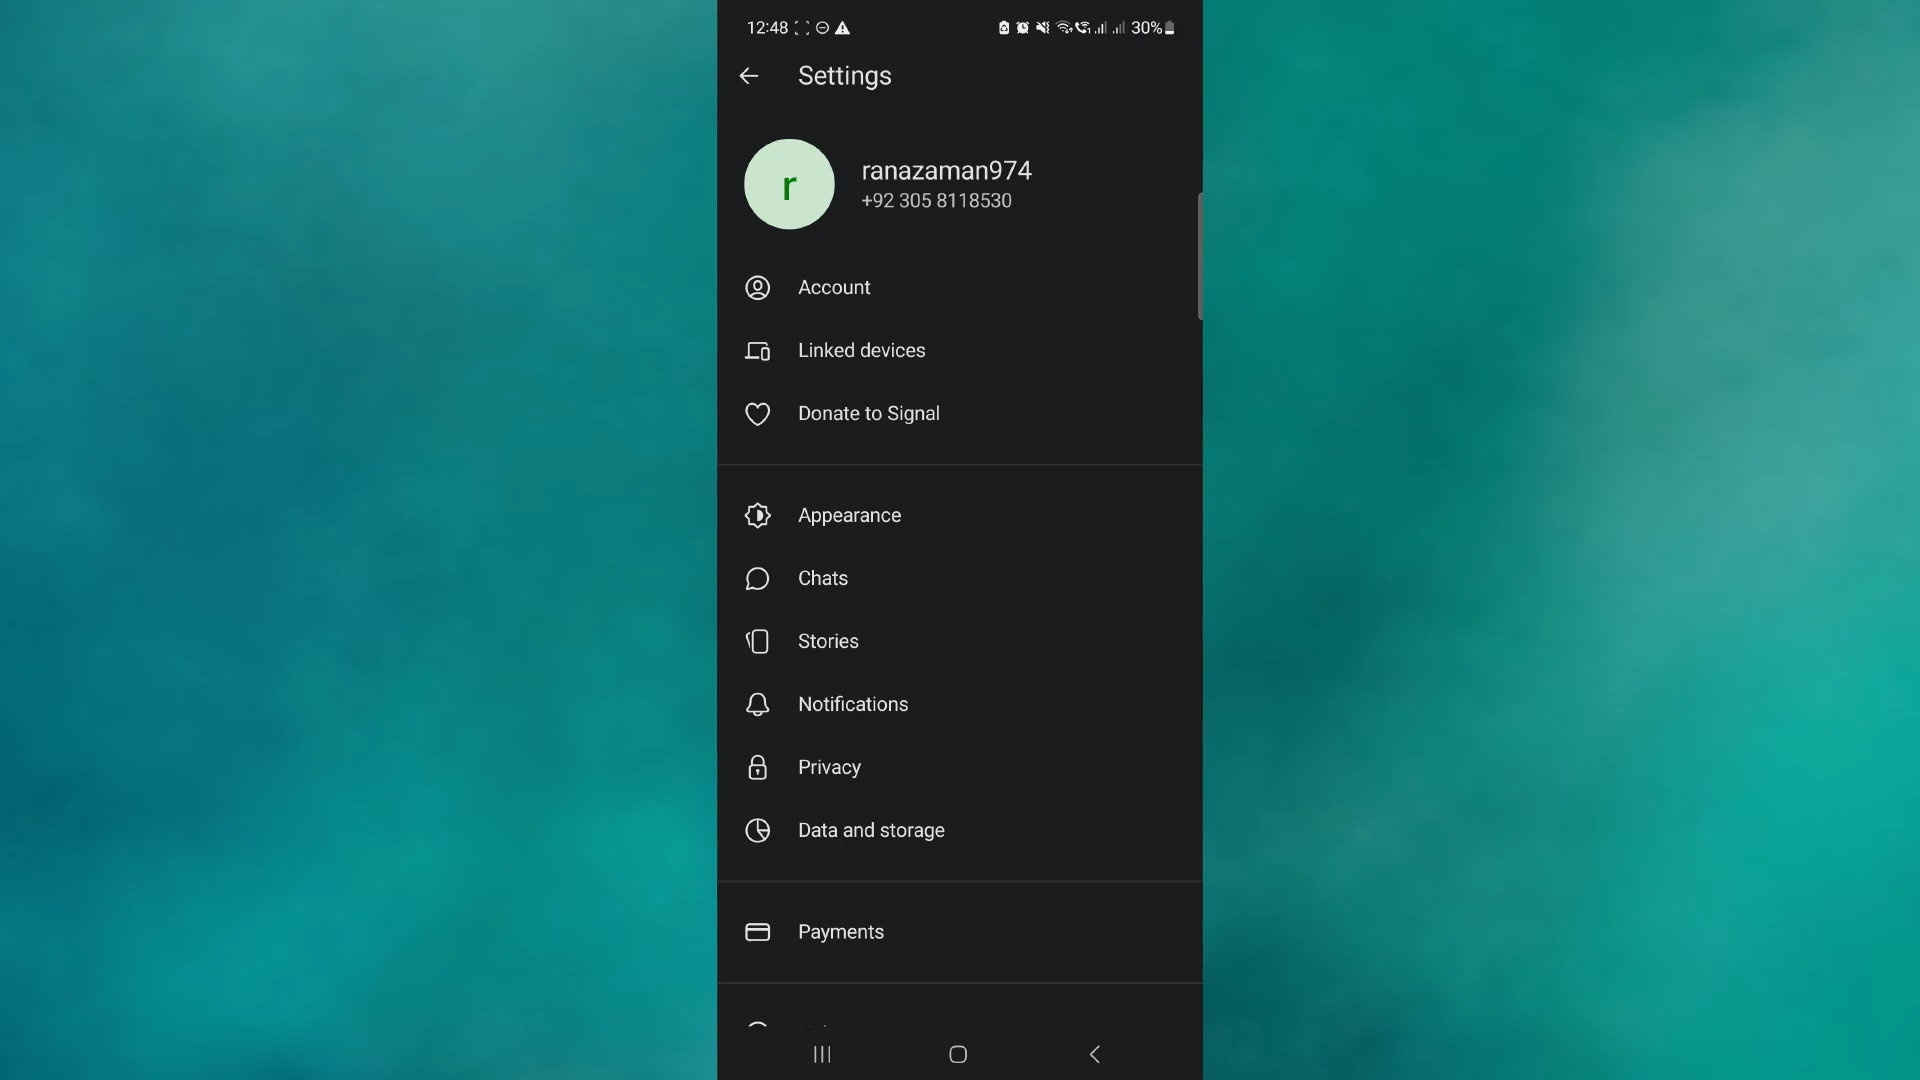 12:48 30%
Settings
r
ranazaman974
+92 305 8118530
Account
Linked devices
Donate to Signal
Appearance
Chats
Stories
Notifications
Privacy
Data and storage
Payments